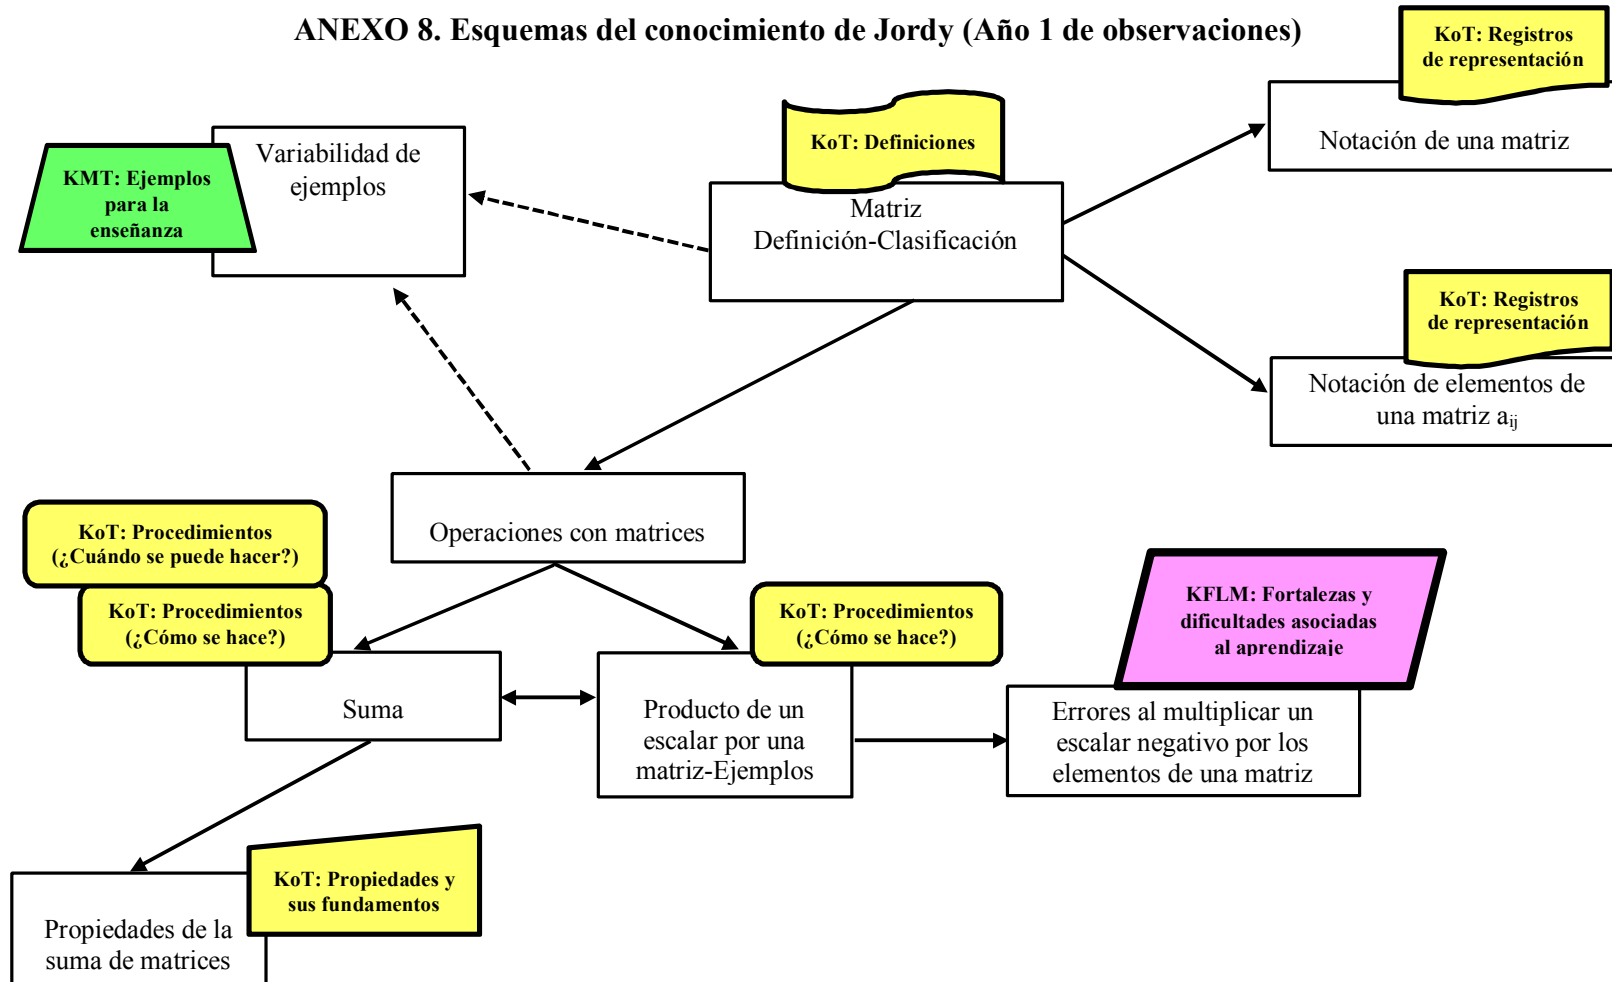 ANEXO 8. Esquemas del conocimiento de Jordy (Año 1 de observaciones)
KoT: Registros
de representación
Notación de una matriz
KoT: Definiciones
Matriz
Definición-Clasificación
Variabilidad de
ejemplos
KMT: Ejemplos
para la
enseñanza
KoT: Registros
de representación
Notación de elementos de
una matriz aᵢⱼ
Operaciones con matrices
KoT: Procedimientos
(¿Cuándo se puede hacer?)
KoT: Procedimientos
(¿Cómo se hace?)
Suma
KoT: Procedimientos
(¿Cómo se hace?)
Producto de un
escalar por una
matriz-Ejemplos
KFLM: Fortalezas y
dificultades asociadas
al aprendizaje
Errores al multiplicar un
escalar negativo por los
elementos de una matriz
KoT: Propiedades y
sus fundamentos
Propiedades de la
suma de matrices